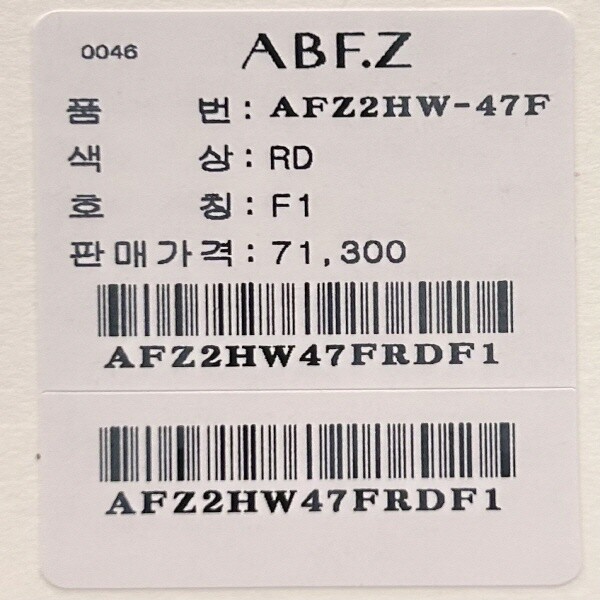 0046 ABF.Z
품 번: AFZ2HW-47F
색 상: RD
호 칭: F1
판매가격: 71,300
AFZ2HW47FRDF1
AFZ2HW47FRDF1